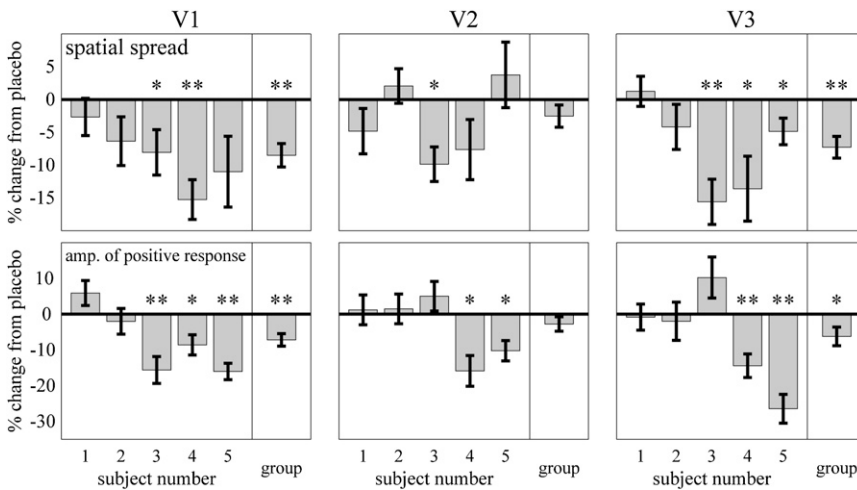 V1 V2 V3
% change from placebo
5
0
-5
-10
-15
spatial spread
* ** **
*
** * * **
% change from placebo
10
0
-10
-20
-30
amp. of positive response
** * ** **
* *
** ** *
1 2 3 4 5 group
subject number
1 2 3 4 5 group
subject number
1 2 3 4 5 group
subject number